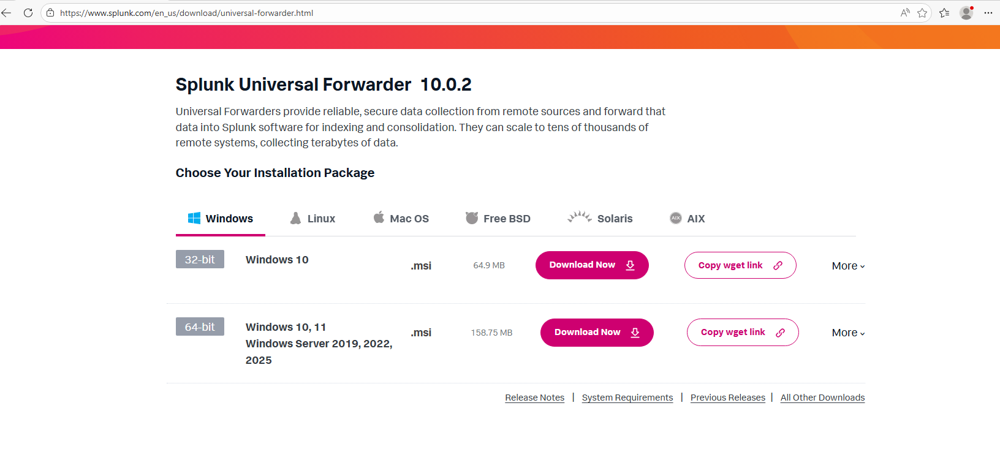 https://www.splunk.com/en_us/download/universal-forwarder.html
Splunk Universal Forwarder 10.0.2
Universal Forwarders provide reliable, secure data collection from remote sources and forward that
data into Splunk software for indexing and consolidation. They can scale to tens of thousands of
remote systems, collecting terabytes of data.
Choose Your Installation Package
Windows Linux Mac OS Free BSD Solaris AIX AIX
32-bit Windows 10 .msi 64.9 MB Download Now Copy wget link More
64-bit Windows 10, 11 .msi 158.75 MB Download Now Copy wget link More
Windows Server 2019, 2022,
2025
Release Notes | System Requirements | Previous Releases | All Other Downloads